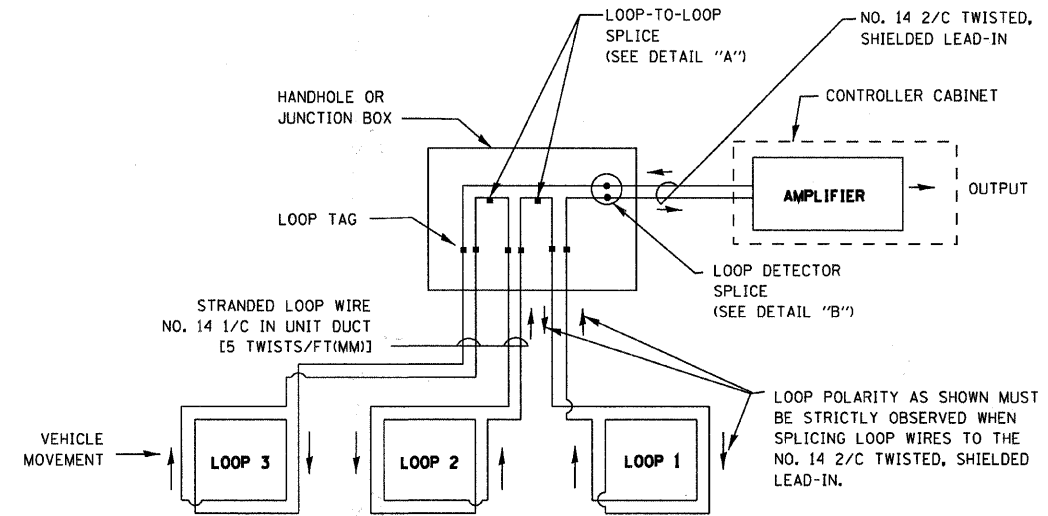 LOOP-TO-LOOP
SPLICE
(SEE DETAIL "A")
NO. 14 2/C TWISTED,
SHIELDED LEAD-IN
HANDHOLE OR
JUNCTION BOX
CONTROLLER CABINET
AMPLIFIER
OUTPUT
LOOP TAG
LOOP DETECTOR
SPLICE
(SEE DETAIL "B")
STRANDED LOOP WIRE
NO. 14 1/C IN UNIT DUCT
[5 TWISTS/FT(MM)]
LOOP POLARITY AS SHOWN MUST
BE STRICTLY OBSERVED WHEN
SPLICING LOOP WIRES TO THE
NO. 14 2/C TWISTED, SHIELDED
LEAD-IN.
VEHICLE
MOVEMENT
LOOP 3
LOOP 2
LOOP 1